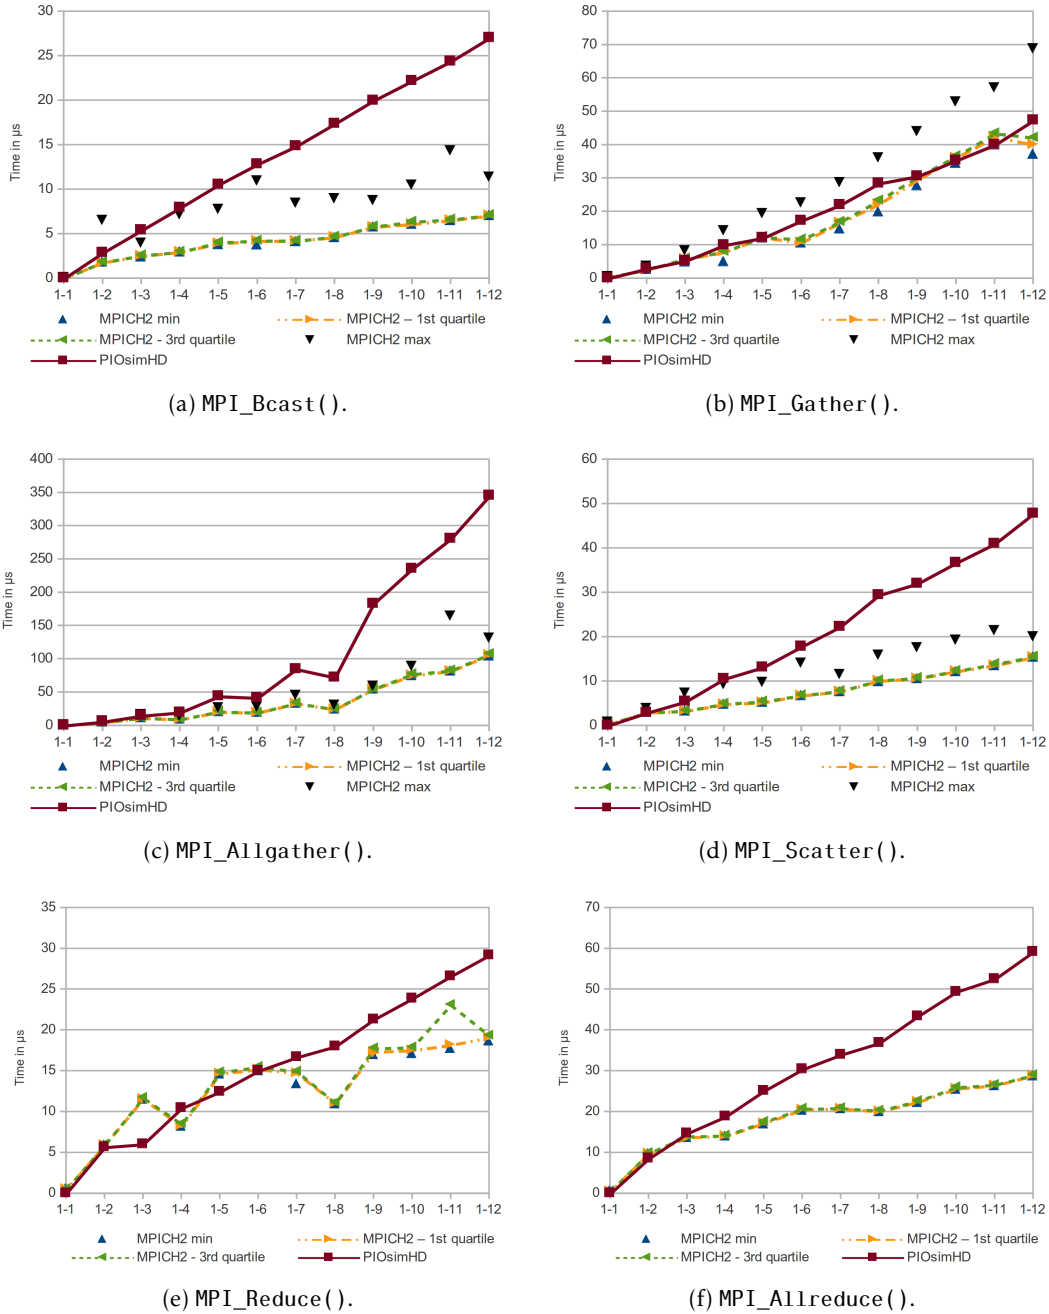 30
25
20
15
10
5
0
Time in µs
1-1 1-2 1-3 1-4 1-5 1-6 1-7 1-8 1-9 1-10 1-11 1-12
MPICH2 min
MPICH2 – 1st quartile
MPICH2 - 3rd quartile
MPICH2 max
PIOsimHD
(a) MPI_Bcast().
80
70
60
50
40
30
20
10
0
Time in µs
1-1 1-2 1-3 1-4 1-5 1-6 1-7 1-8 1-9 1-10 1-11 1-12
MPICH2 min
MPICH2 – 1st quartile
MPICH2 - 3rd quartile
MPICH2 max
PIOsimHD
(b) MPI_Gather().
400
350
300
250
200
150
100
50
0
Time in µs
1-1 1-2 1-3 1-4 1-5 1-6 1-7 1-8 1-9 1-10 1-11 1-12
MPICH2 min
MPICH2 – 1st quartile
MPICH2 - 3rd quartile
MPICH2 max
PIOsimHD
(c) MPI_Allgather().
60
50
40
30
20
10
0
Time in µs
1-1 1-2 1-3 1-4 1-5 1-6 1-7 1-8 1-9 1-10 1-11 1-12
MPICH2 min
MPICH2 – 1st quartile
MPICH2 - 3rd quartile
MPICH2 max
PIOsimHD
(d) MPI_Scatter().
35
30
25
20
15
10
5
0
Time in µs
1-1 1-2 1-3 1-4 1-5 1-6 1-7 1-8 1-9 1-10 1-11 1-12
MPICH2 min
MPICH2 – 1st quartile
MPICH2 - 3rd quartile
PIOsimHD
(e) MPI_Reduce().
70
60
50
40
30
20
10
0
Time in µs
1-1 1-2 1-3 1-4 1-5 1-6 1-7 1-8 1-9 1-10 1-11 1-12
MPICH2 min
MPICH2 – 1st quartile
MPICH2 - 3rd quartile
PIOsimHD
(f) MPI_Allreduce().